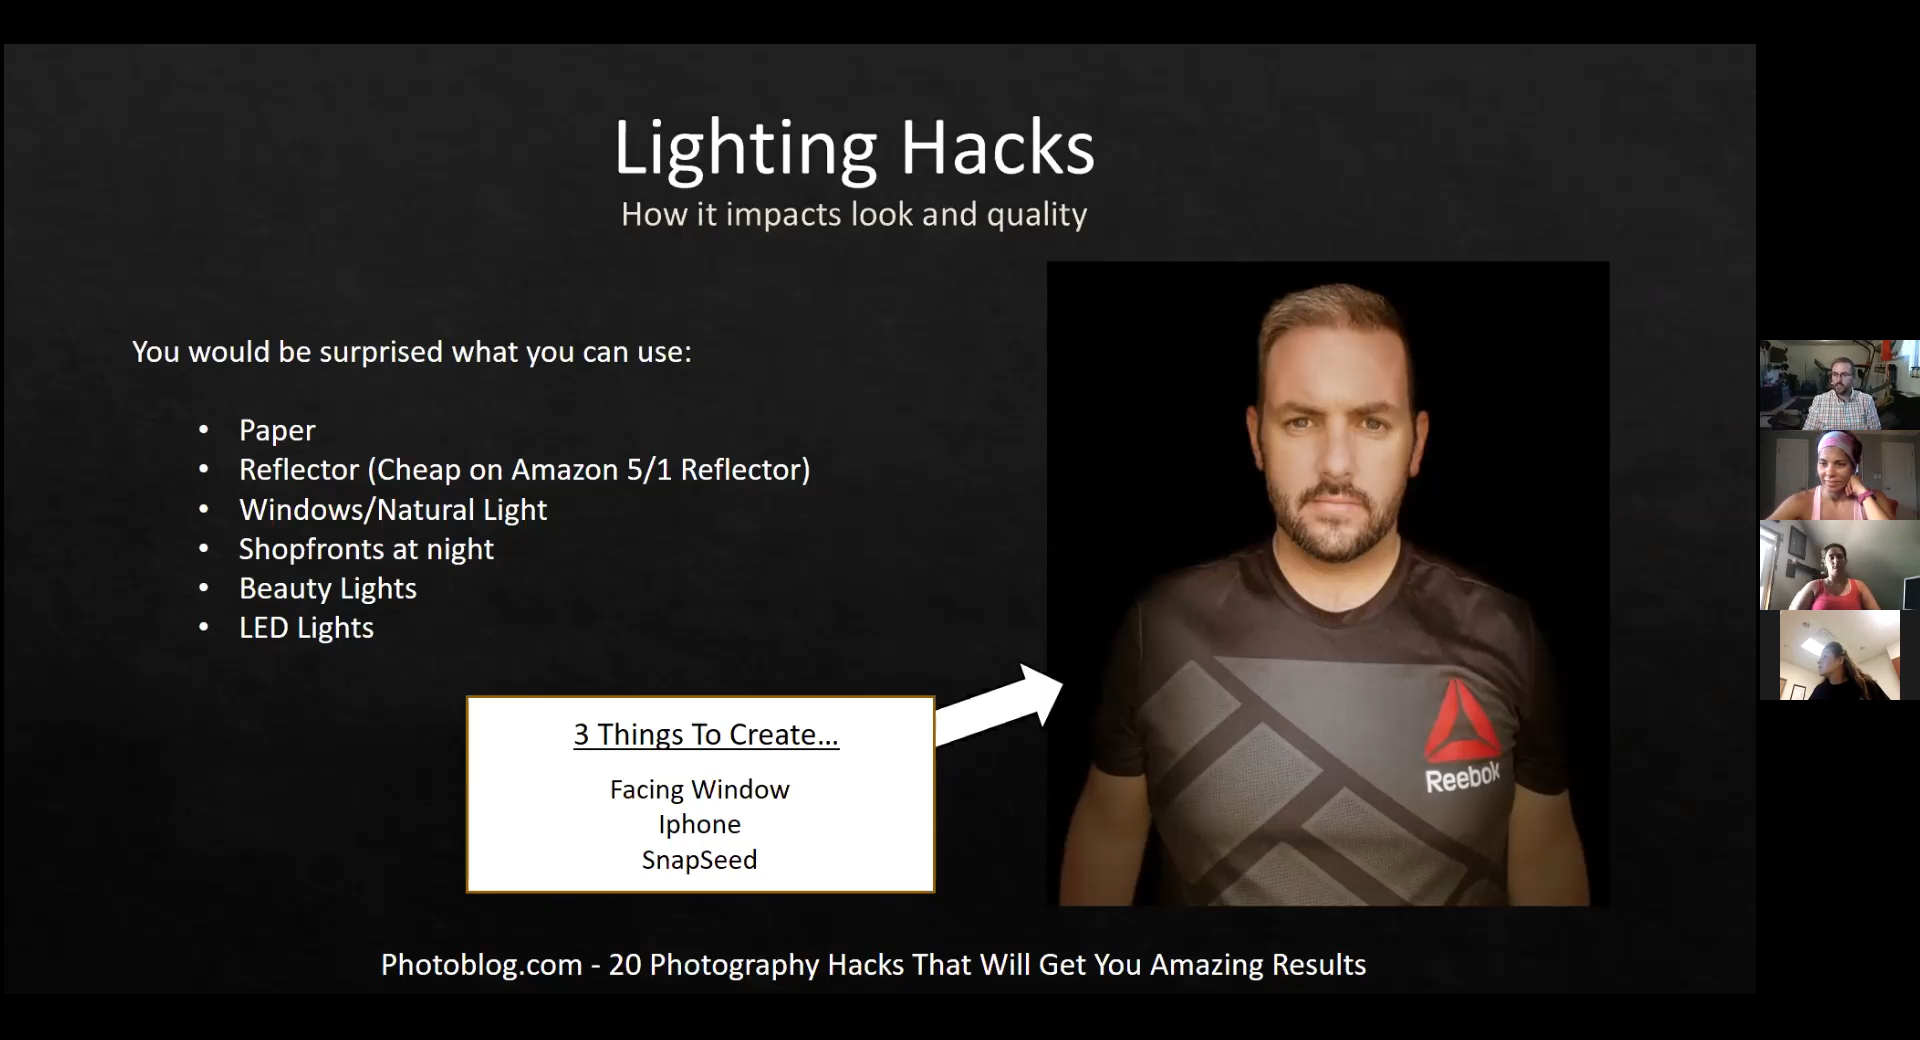 Lighting Hacks
How it impacts look and quality
You would be surprised what you can use:
• Paper
• Reflector (Cheap on Amazon 5/1 Reflector)
• Windows/Natural Light
• Shopfronts at night
• Beauty Lights
• LED Lights
3 Things To Create...
Facing Window
Iphone
SnapSeed
Reebok
Photoblog.com - 20 Photography Hacks That Will Get You Amazing Results